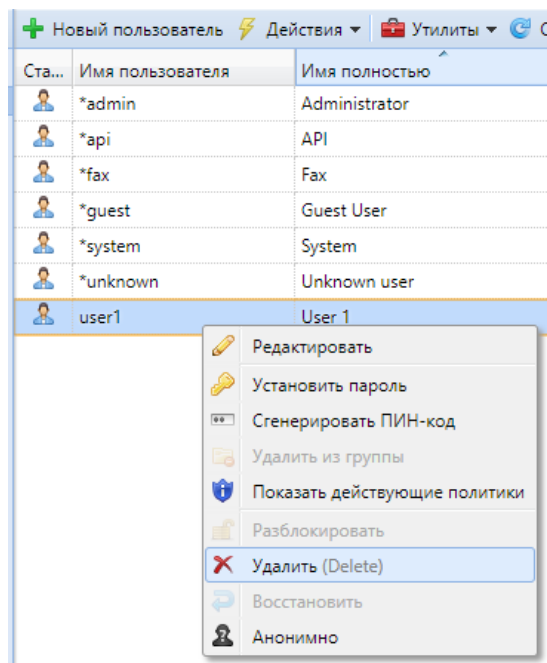 Новый пользователь Действия Утилиты
Ста... Имя пользователя Имя полностью
*admin Administrator
*api API
*fax Fax
*guest Guest User
*system System
*unknown Unknown user
user1 User 1
Редактировать
Установить пароль
Сгенерировать ПИН-код
Удалить из группы
Показать действующие политики
Разблокировать
Удалить (Delete)
Восстановить
Анонимно